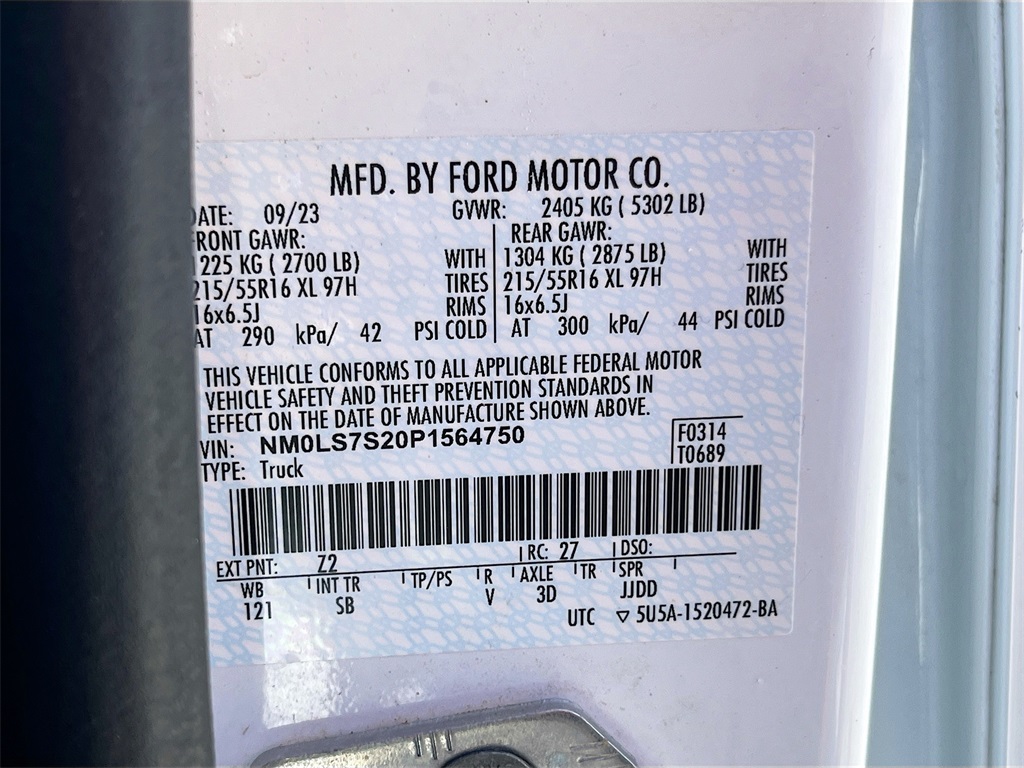 MFD. BY FORD MOTOR CO.
DATE: 09/23 GVWR: 2405 KG ( 5302 LB)
FRONT GAWR: REAR GAWR:
1225 KG ( 2700 LB) WITH 1304 KG ( 2875 LB) WITH
215/55R16 XL 97H TIRES 215/55R16 XL 97H TIRES
16x6.5J RIMS 16x6.5J RIMS
AT 290 kPa/ 42 PSI COLD AT 300 kPa/ 44 PSI COLD
THIS VEHICLE CONFORMS TO ALL APPLICABLE FEDERAL MOTOR
VEHICLE SAFETY AND THEFT PREVENTION STANDARDS IN
EFFECT ON THE DATE OF MANUFACTURE SHOWN ABOVE.
VIN: NM0LS7S20P1564750 F0314
TYPE: Truck T0689
EXT PNT: Z2 RC: 27 DSO:
WB INT TR TP/PS R AXLE TR SPR
121 SB V 3D JJDD
UTC ▽ 5U5A-1520472-BA